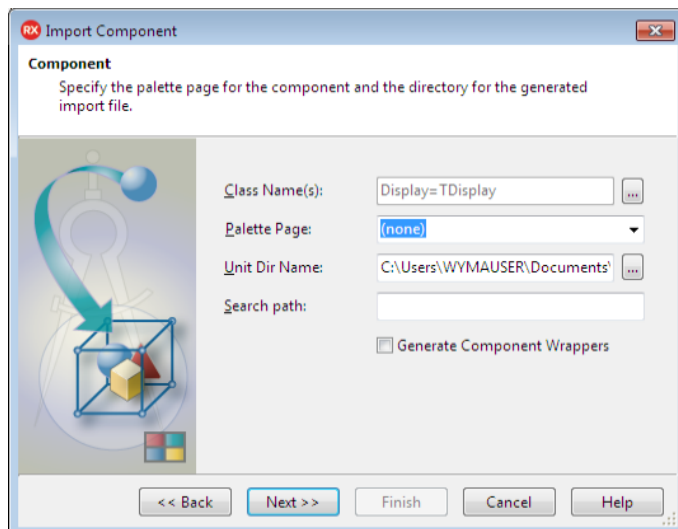 RX Import Component
Component
Specify the palette page for the component and the directory for the generated
import file.
Class Name(s): Display=TDisplay ...
Palette Page: (none)
Unit Dir Name: C:\Users\WYMAUSER\Documents\ ...
Search path:
Generate Component Wrappers
<< Back Next >> Finish Cancel Help